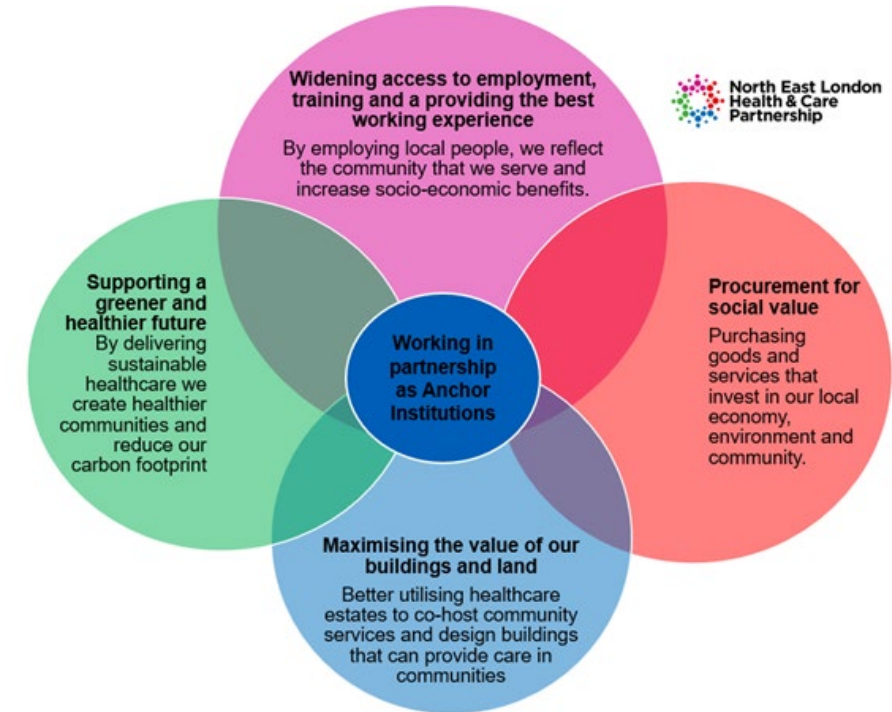 Widening access to employment,
training and a providing the best
working experience
By employing local people, we reflect
the community that we serve and
increase socio-economic benefits.
North East London
Health & Care
Partnership
Supporting a
greener and
healthier future
By delivering
sustainable
healthcare we
create healthier
communities and
reduce our
carbon footprint
Working in
partnership
as Anchor
Institutions
Procurement for
social value
Purchasing
goods and
services that
invest in our local
economy,
environment and
community.
Maximising the value of our
buildings and land
Better utilising healthcare
estates to co-host community
services and design buildings
that can provide care in
communities